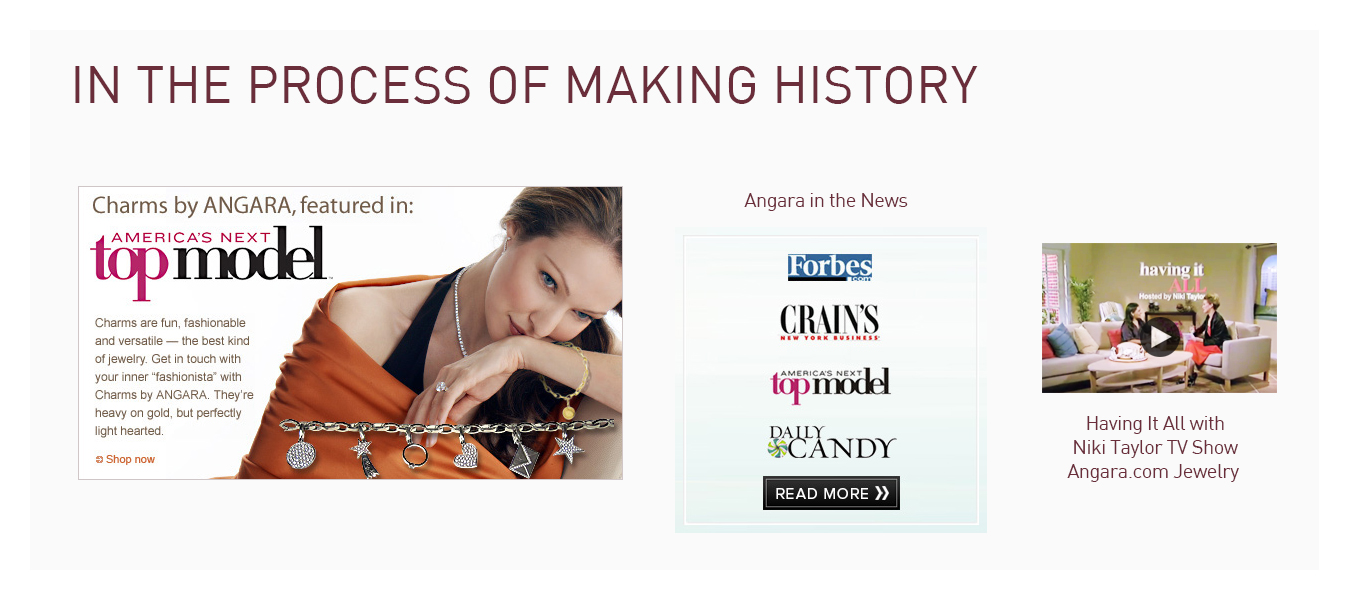 IN THE PROCESS OF MAKING HISTORY
Charms by ANGARA, featured in:
AMERICA'S NEXT
top model
Charms are fun, fashionable
and versatile — the best kind
of jewelry. Get in touch with
your inner “fashionista” with
Charms by ANGARA. They're
heavy on gold, but perfectly
light hearted.
Shop now
Angara in the News
Forbes
.com
CRAIN'S
NEW YORK BUSINESS
AMERICA'S NEXT
top model
DAILY
CANDY
READ MORE
having it
ALL
Hosted by Niki Taylor
Having It All with
Niki Taylor TV Show
Angara.com Jewelry